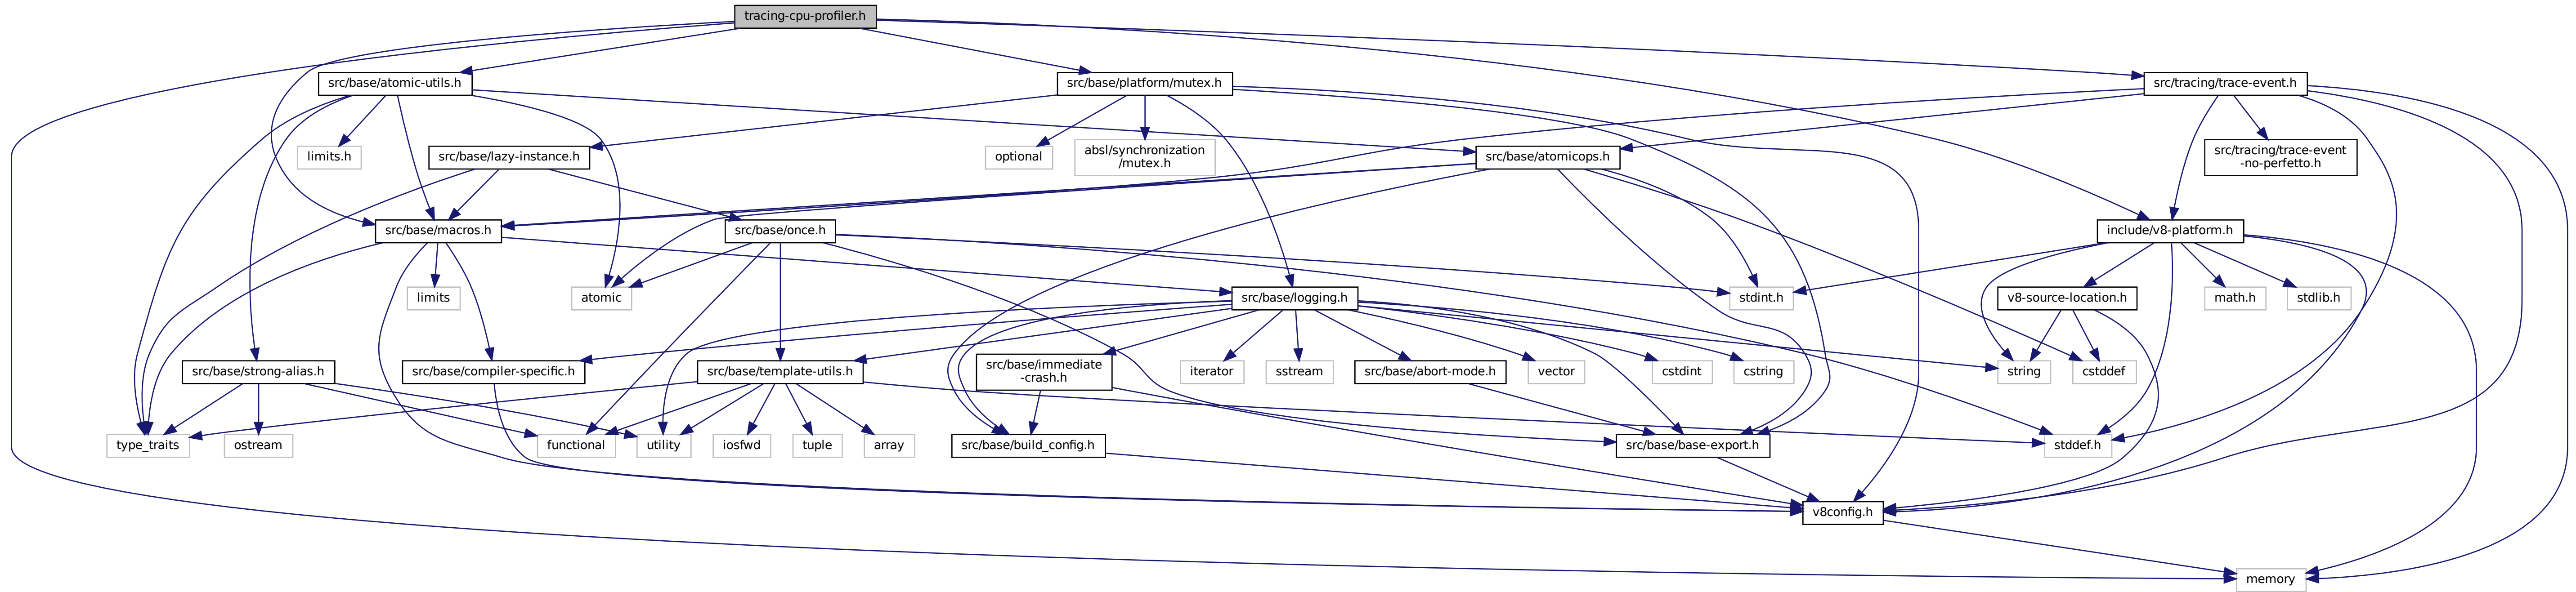 tracing-cpu-profiler.h
src/base/atomic-utils.h
src/base/platform/mutex.h
src/tracing/trace-event.h
limits.h
src/base/lazy-instance.h
optional
absl/synchronization
/mutex.h
src/base/atomicops.h
src/tracing/trace-event
-no-perfetto.h
src/base/macros.h
src/base/once.h
include/v8-platform.h
limits
atomic
src/base/logging.h
stdint.h
v8-source-location.h
math.h
stdlib.h
src/base/strong-alias.h
src/base/compiler-specific.h
src/base/template-utils.h
src/base/immediate
-crash.h
iterator
sstream
src/base/abort-mode.h
vector
cstdint
cstring
string
cstddef
type_traits
ostream
functional
utility
iosfwd
tuple
array
src/base/build_config.h
src/base/base-export.h
stddef.h
v8config.h
memory